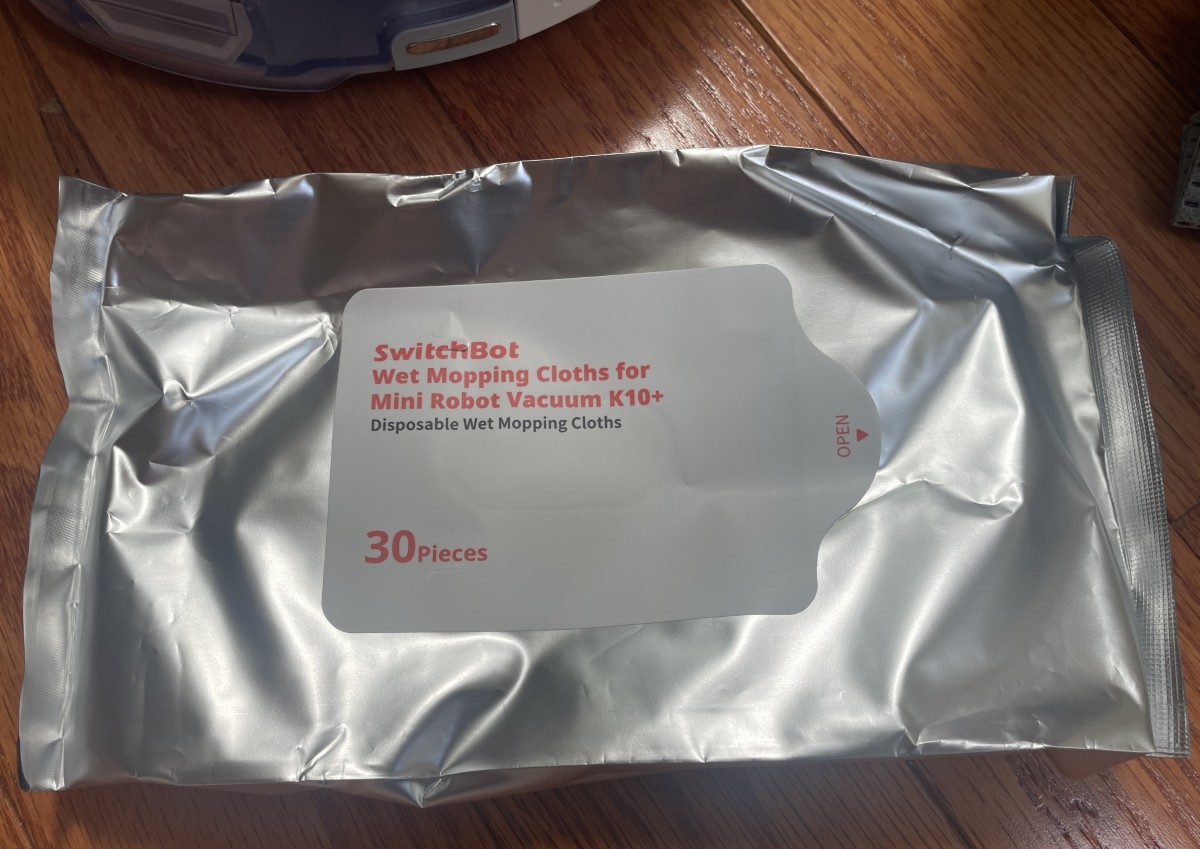 SwitchBot
Wet Mopping Cloths for
Mini Robot Vacuum K10+
Disposable Wet Mopping Cloths
OPEN
30Pieces